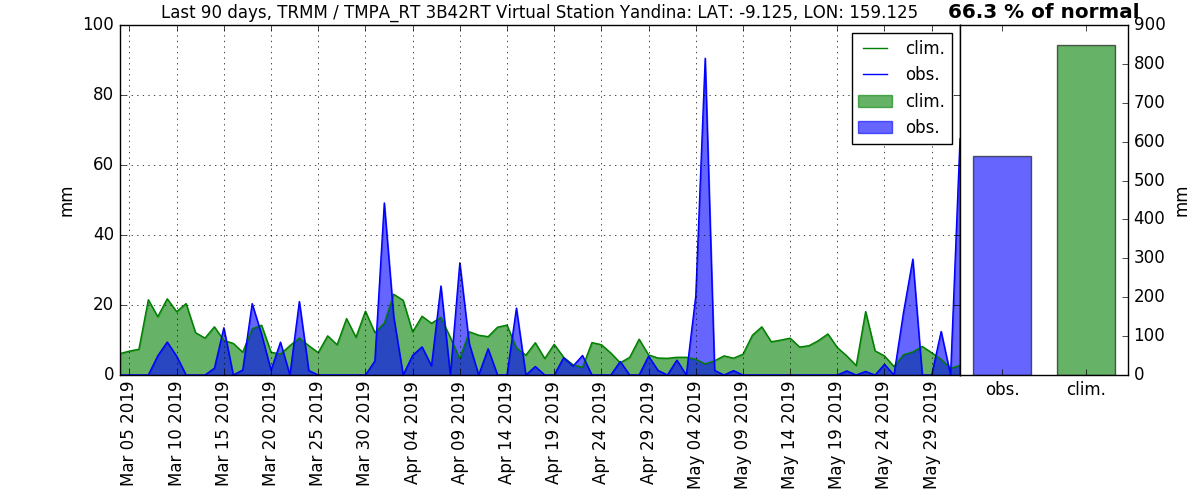 Last 90 days, TRMM / TMPA_RT 3B42RT Virtual Station Yandina: LAT: -9.125, LON: 159.125
66.3 % of normal
100
80
60
40
20
0
mm
clim.
obs.
clim.
obs.
900
800
700
600
500
400
300
200
100
0
mm
obs.
clim.
Mar 05 2019
Mar 10 2019
Mar 15 2019
Mar 20 2019
Mar 25 2019
Mar 30 2019
Apr 04 2019
Apr 09 2019
Apr 14 2019
Apr 19 2019
Apr 24 2019
Apr 29 2019
May 04 2019
May 09 2019
May 14 2019
May 19 2019
May 24 2019
May 29 2019